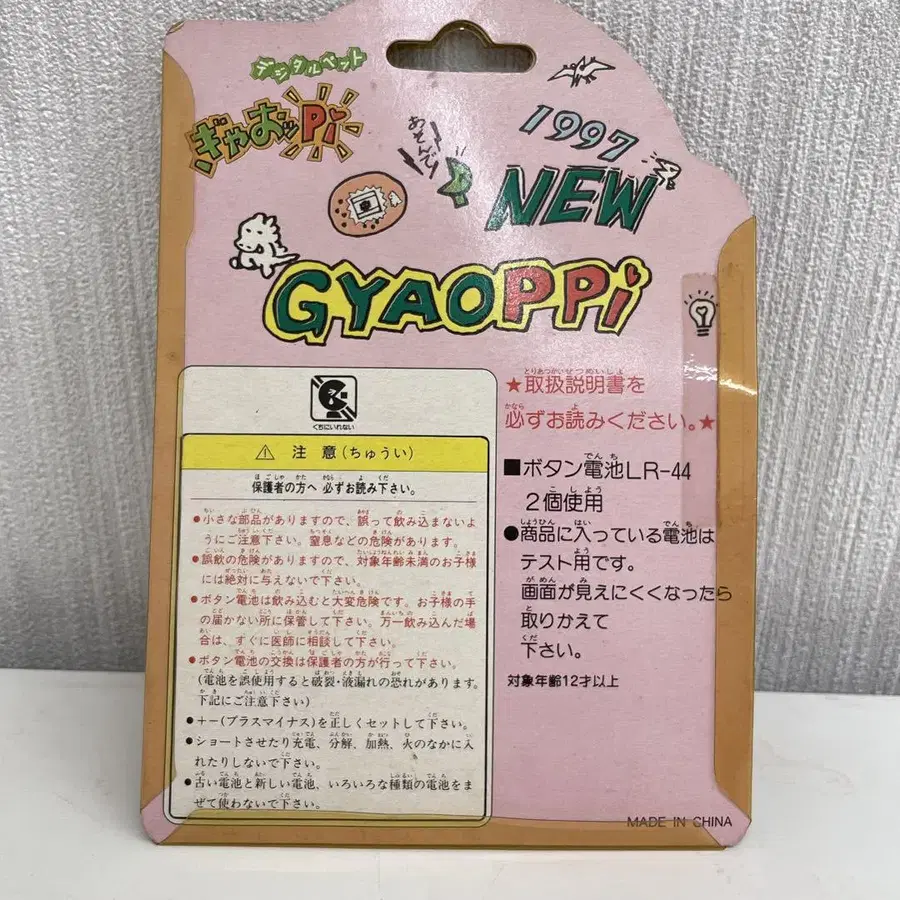 デジタルペット
ぎゃおッPi
あそんで!
1997
NEW
GYAOPPi
くちにいれない
⚠ 注意(ちゅうい)
保護者の方へ 必ずお読み下さい。
●小さな部品がありますので、誤って飲み込まないよ
うにご注意下さい。窒息などの危険があります。
●誤飲の危険がありますので、対象年齢未満のお子様
には絶対に与えないで下さい。
●ボタン電池は飲み込むと大変危険です。お子様の手
の届かない所に保管して下さい。万一飲み込んだ場
合は、すぐに医師に相談して下さい。
●ボタン電池の交換は保護者の方が行って下さい。
(電池を誤使用すると破裂・液漏れの恐れがあります。
下記にご注意下さい)
●+-(プラスマイナス)を正しくセットして下さい。
●ショートさせたり充電、分解、加熱、火のなかに入
れたりしないで下さい。
●古い電池と新しい電池、いろいろな種類の電池をま
ぜて使わないで下さい。
★取扱説明書を
必ずお読みください。★
■ボタン電池LR-44
2個使用
●商品に入っている電池は
テスト用です。
画面が見えにくくなったら
取りかえて
下さい。
対象年齢12才以上
MADE IN CHINA